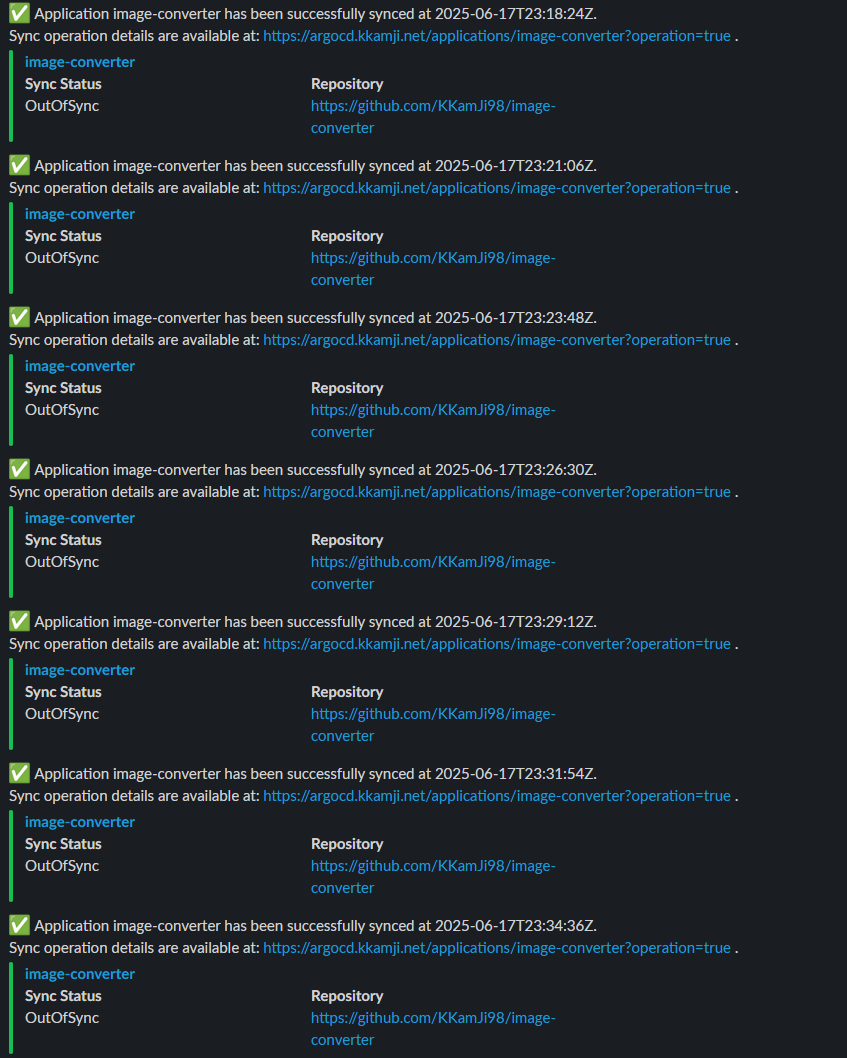 ✅ Application image-converter has been successfully synced at 2025-06-17T23:18:24Z.
Sync operation details are available at: https://argocd.kkamji.net/applications/image-converter?operation=true .
image-converter
Sync Status Repository
OutOfSync https://github.com/KKamJi98/image-
converter
✅ Application image-converter has been successfully synced at 2025-06-17T23:21:06Z.
Sync operation details are available at: https://argocd.kkamji.net/applications/image-converter?operation=true .
image-converter
Sync Status Repository
OutOfSync https://github.com/KKamJi98/image-
converter
✅ Application image-converter has been successfully synced at 2025-06-17T23:23:48Z.
Sync operation details are available at: https://argocd.kkamji.net/applications/image-converter?operation=true .
image-converter
Sync Status Repository
OutOfSync https://github.com/KKamJi98/image-
converter
✅ Application image-converter has been successfully synced at 2025-06-17T23:26:30Z.
Sync operation details are available at: https://argocd.kkamji.net/applications/image-converter?operation=true .
image-converter
Sync Status Repository
OutOfSync https://github.com/KKamJi98/image-
converter
✅ Application image-converter has been successfully synced at 2025-06-17T23:29:12Z.
Sync operation details are available at: https://argocd.kkamji.net/applications/image-converter?operation=true .
image-converter
Sync Status Repository
OutOfSync https://github.com/KKamJi98/image-
converter
✅ Application image-converter has been successfully synced at 2025-06-17T23:31:54Z.
Sync operation details are available at: https://argocd.kkamji.net/applications/image-converter?operation=true .
image-converter
Sync Status Repository
OutOfSync https://github.com/KKamJi98/image-
converter
✅ Application image-converter has been successfully synced at 2025-06-17T23:34:36Z.
Sync operation details are available at: https://argocd.kkamji.net/applications/image-converter?operation=true .
image-converter
Sync Status Repository
OutOfSync https://github.com/KKamJi98/image-
converter